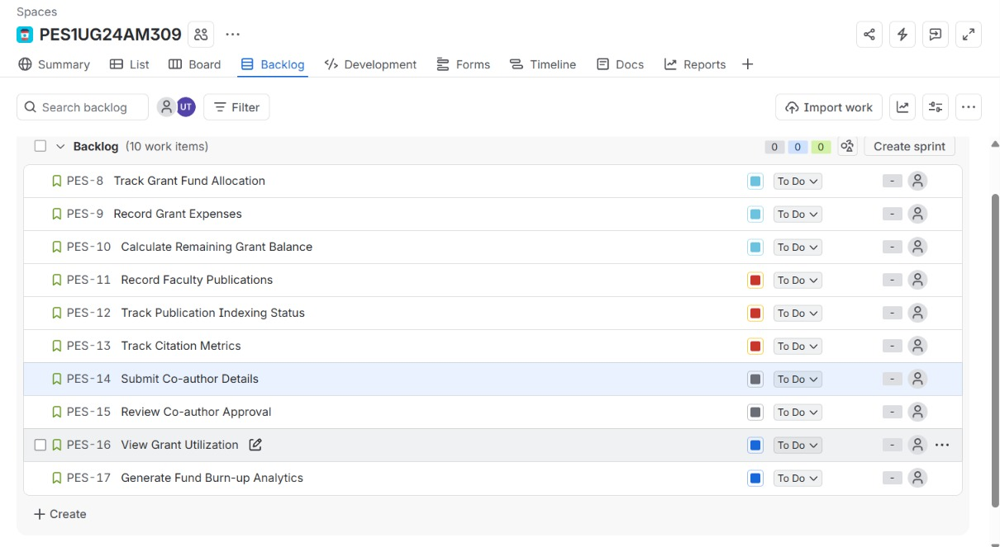 Spaces
PES1UG24AM309
Summary List Board Backlog Development Forms Timeline Docs Reports
Search backlog UT Filter Import work
Backlog (10 work items) 0 0 0 Create sprint
PES-8 Track Grant Fund Allocation To Do -
PES-9 Record Grant Expenses To Do -
PES-10 Calculate Remaining Grant Balance To Do -
PES-11 Record Faculty Publications To Do -
PES-12 Track Publication Indexing Status To Do -
PES-13 Track Citation Metrics To Do -
PES-14 Submit Co-author Details To Do -
PES-15 Review Co-author Approval To Do -
PES-16 View Grant Utilization To Do -
PES-17 Generate Fund Burn-up Analytics To Do -
Create